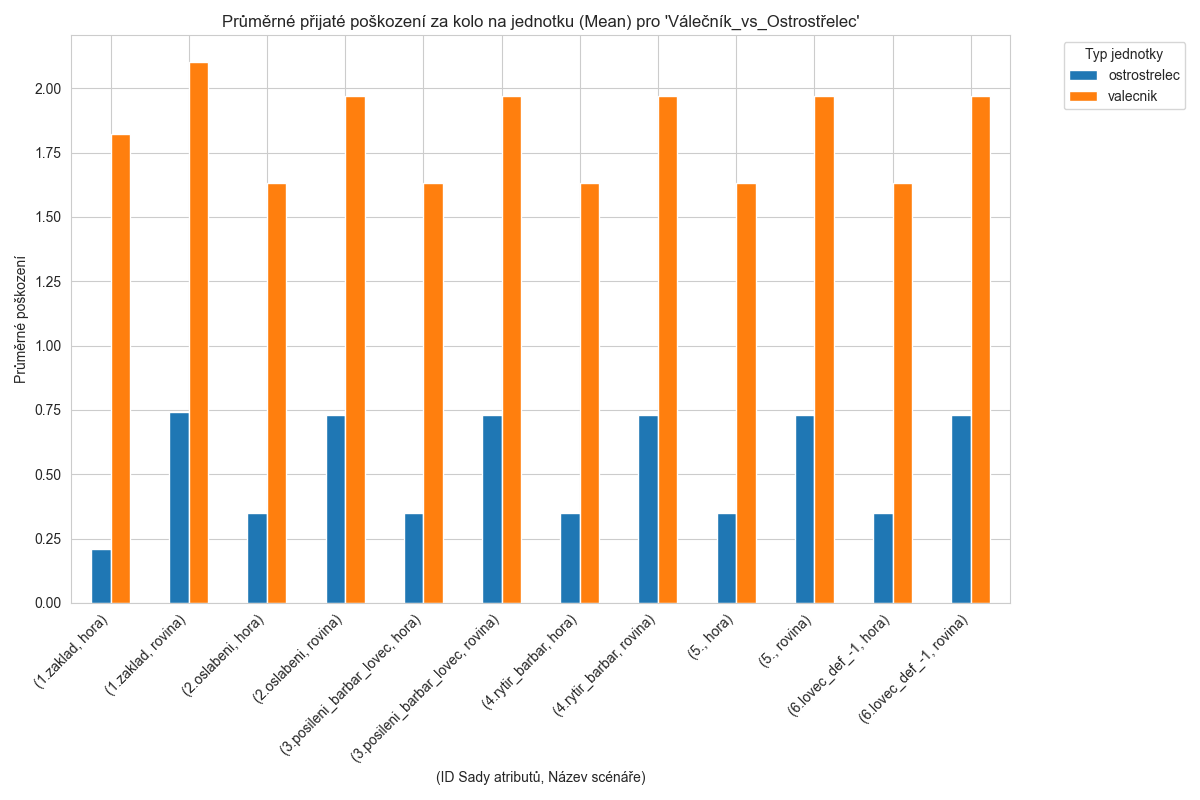 Průměrné přijaté poškození za kolo na jednotku (Mean) pro 'Válečník_vs_Ostrostřelec'
Typ jednotky
ostrostrelec
valecnik
Průměrné poškození
2.00
1.75
1.50
1.25
1.00
0.75
0.50
0.25
0.00
(1.zaklad, hora)
(1.zaklad, rovina)
(2.oslabeni, hora)
(2.oslabeni, rovina)
(3.posileni_barbar_lovec, hora)
(3.posileni_barbar_lovec, rovina)
(4.rytir_barbar, hora)
(4.rytir_barbar, rovina)
(5., hora)
(5., rovina)
(6.lovec_def_-1, hora)
(6.lovec_def_-1, rovina)
(ID Sady atributů, Název scénáře)